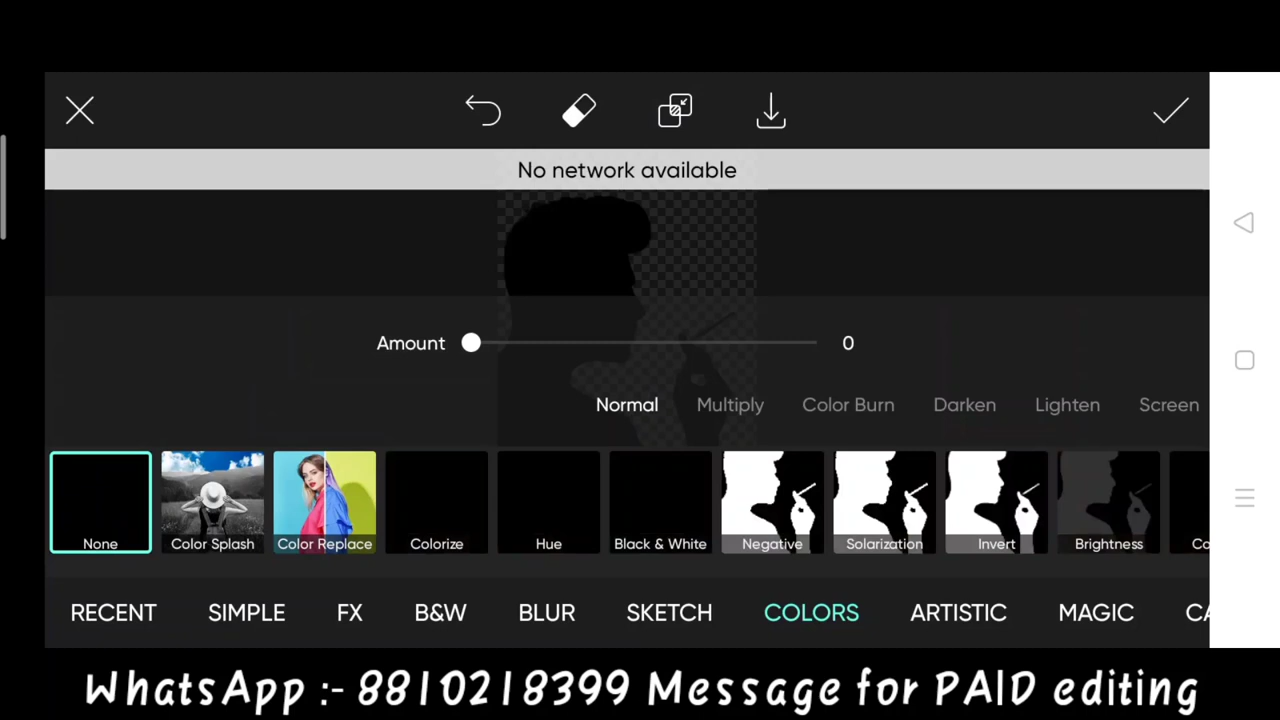 No network available
Amount 0
Normal Multiply Color Burn Darken Lighten Screen
None Color Splash Color Replace Colorize Hue Black & White Negative Solarization Invert Brightness Co
RECENT SIMPLE FX B&W BLUR SKETCH COLORS ARTISTIC MAGIC CA
WhatsApp :- 8810218399 Message for PAID editing